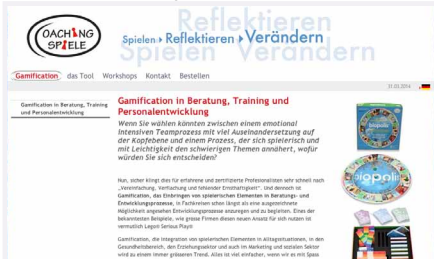 Reflektieren
COACHING
SPIELE
Spielen Reflektieren Verändern
Spielen Verändern
Gamification das Tool Workshops Kontakt Bestellen
Gamification in Beratung, Training
und Personalentwicklung
Gamification in Beratung, Training und
Personalentwicklung
Wenn Sie wählen könnten zwischen einem emotional
intensiven Teamprozess mit viel Auseinandersetzung auf
der Kopfebene und einem Prozess, der sich spielerisch und
mit Leichtigkeit den schwierigen Themen annähert, wofür
würden Sie sich entscheiden?
Nun, sicher klingt dies für erfahrene und zertifizierte Professionalisten sehr schnell nach
„Vereinfachung, Verflachung und fehlender Ernsthaftigkeit“. Und dennoch ist
Gamification, das Einbringen von spielerischen Elementen in Beratungs- und
Entwicklungsprozesse, in Fachkreisen schon längst als eine ausgezeichnete
Möglichkeit angesehen Entwicklungsprozesse anzuregen und zu begleiten. Eines der
bekanntesten Beispiele, wie grosse Firmen diesen neuen Ansatz für sich nutzen ist
vermutlich Lego® Serious Play®
Gamification, die Integration von spielerischen Elementen in Alltagssituationen, in den
Gesundheitsbereich, den Erziehungssektor und auch im Marketing und sozialen Sektor
wird zu einem immer grösseren Trend. Alles ist viel einfacher, wenn wir es mit Spass
biopolis
biopolis